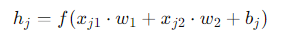 h_j = f(x_{j1} · w_1 + x_{j2} · w_2 + b_j)